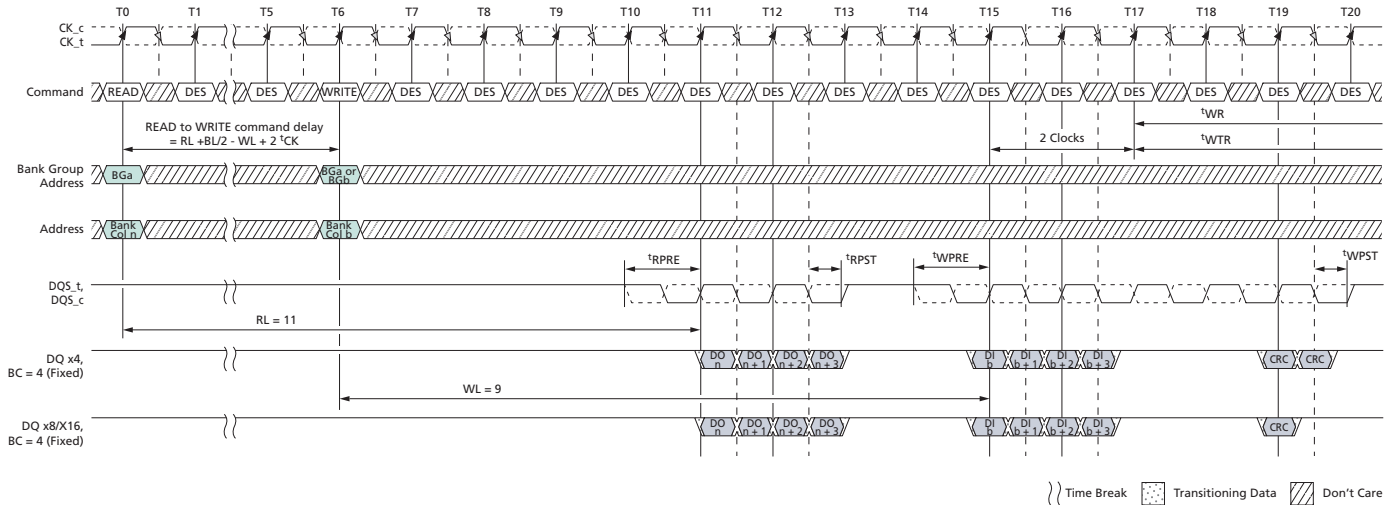 T0 T1 T5 T6 T7 T8 T9 T10 T11 T12 T13 T14 T15 T16 T17 T18 T19 T20
CK_c
CK_t
Command READ DES DES WRITE DES DES DES DES DES DES DES DES DES DES DES DES DES DES
READ to WRITE command delay
= RL +BL/2 - WL + 2 tCK
2 Clocks
tWR
tWTR
Bank Group
Address
BGa
BGa or
BGb
Address
Bank
Col n
Bank
Col b
tRPRE tRPST tWPRE tWPST
DQS_t,
DQS_c
RL = 11
DQ x4,
BC = 4 (Fixed)
DO
n
DO
n + 1
DO
n + 2
DO
n + 3
DI
b
DI
b + 1
DI
b + 2
DI
b + 3
CRC CRC
WL = 9
DQ x8/X16,
BC = 4 (Fixed)
DO
n
DO
n + 1
DO
n + 2
DO
n + 3
DI
b
DI
b + 1
DI
b + 2
DI
b + 3
CRC
Time Break Transitioning Data Don't Care